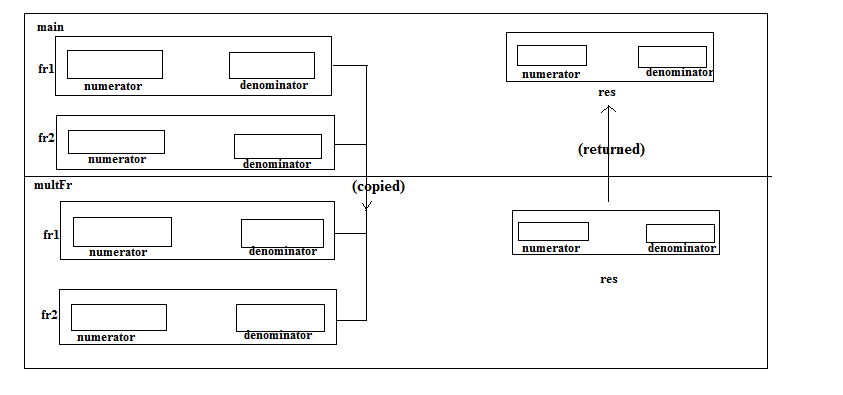 main
fr1
numerator
denominator
numerator
denominator
res
fr2
numerator
denominator
(returned)
multFr
(copied)
fr1
numerator
denominator
numerator
denominator
res
fr2
numerator
denominator